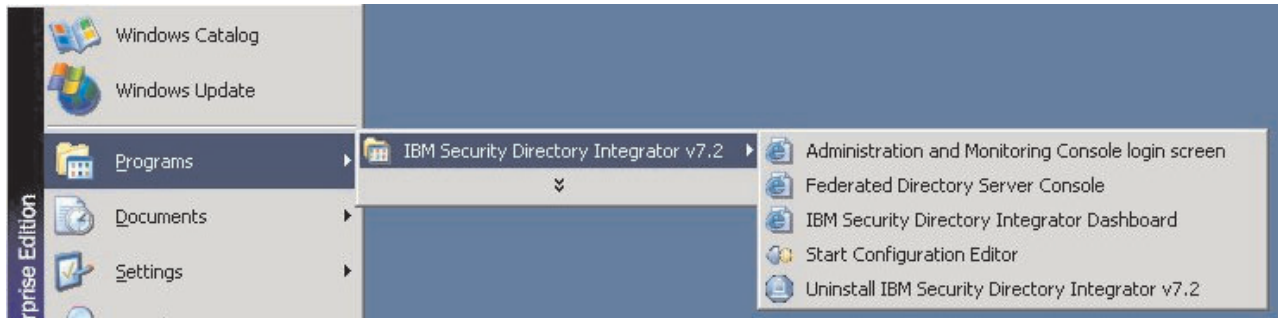 Windows Catalog
Windows Update
Programs
Documents
Settings
IBM Security Directory Integrator v7.2
Administration and Monitoring Console login screen
Federated Directory Server Console
IBM Security Directory Integrator Dashboard
Start Configuration Editor
Uninstall IBM Security Directory Integrator v7.2
Edition